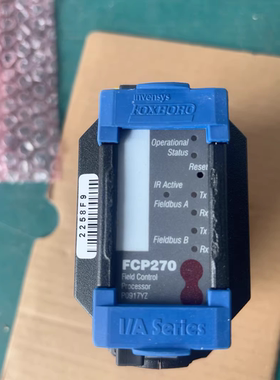 invensys
FOXBORO
Operational
Status
Reset
IR Active
Tx
Fieldbus A
Rx
Tx
Fieldbus B
Rx
2258F9
FCP270
Field Control
Processor
P0917YZ
I/A Series